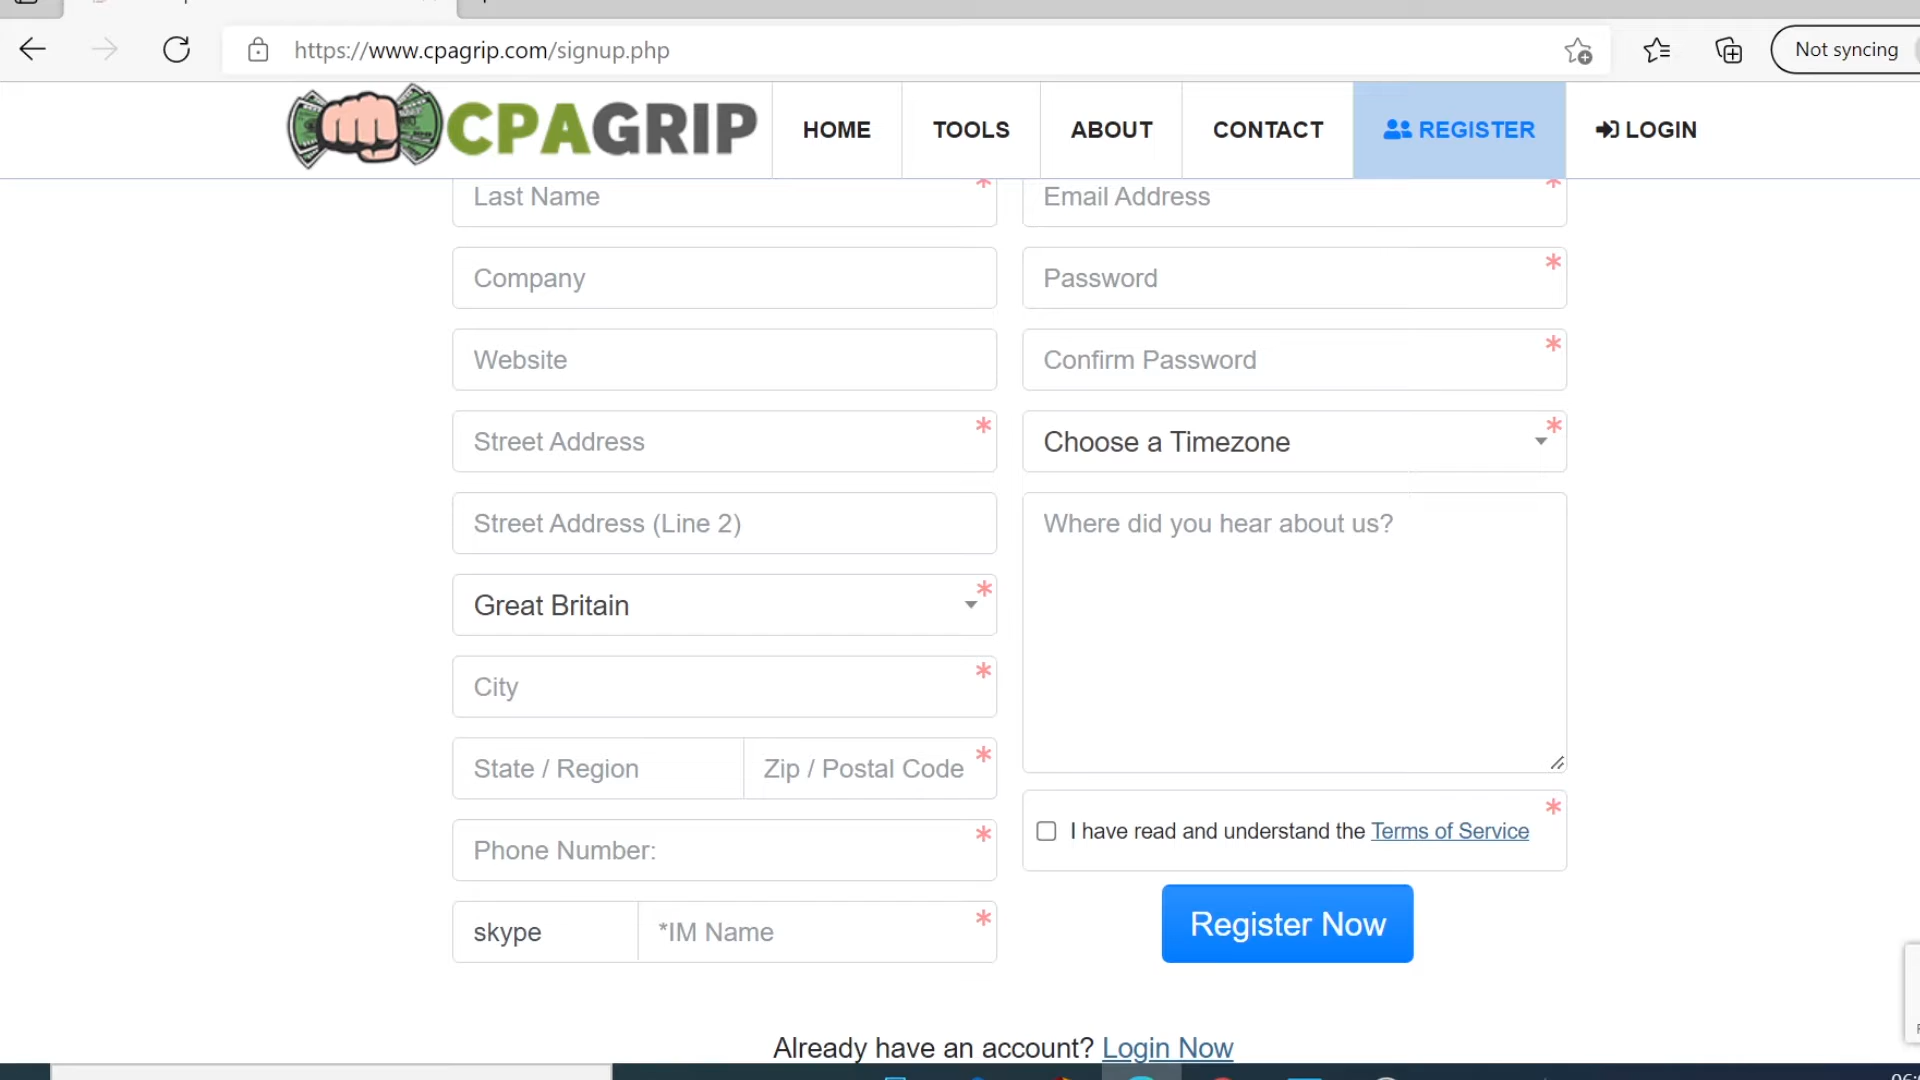 https://www.cpagrip.com/signup.php
Not syncing
CPAGRIP
HOME
TOOLS
ABOUT
CONTACT
REGISTER
LOGIN
Last Name *
Email Address *
Company
Password *
Website
Confirm Password *
Street Address *
Choose a Timezone *
Street Address (Line 2)
Where did you hear about us?
Great Britain *
City *
State / Region
Zip / Postal Code *
I have read and understand the Terms of Service *
Phone Number: *
Register Now
skype
*IM Name *
Already have an account? Login Now